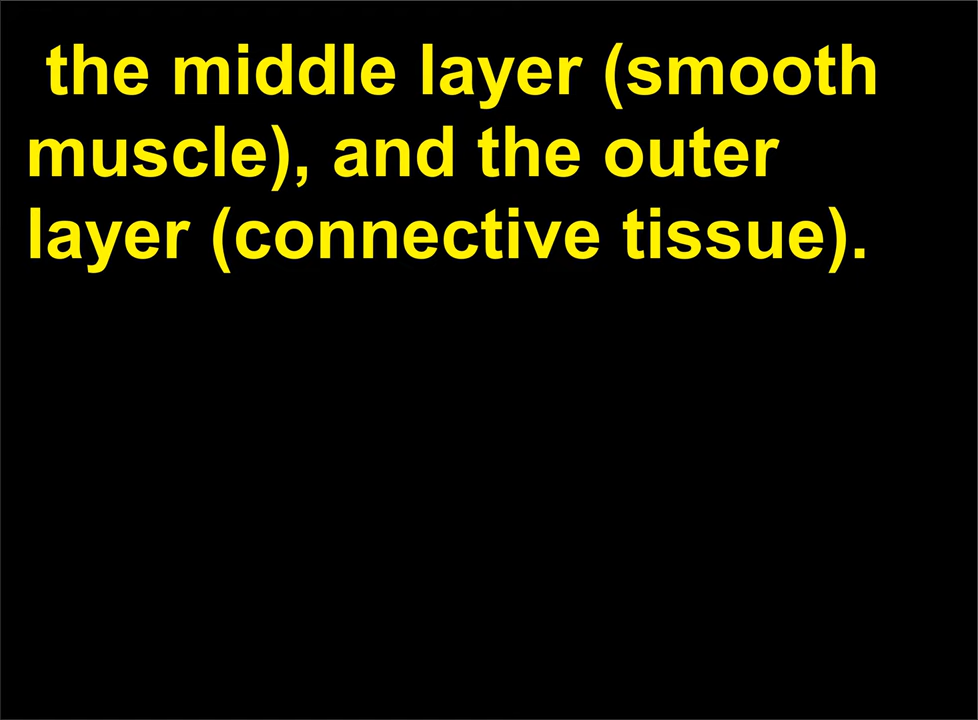 the middle layer (smooth
muscle), and the outer
layer (connective tissue).